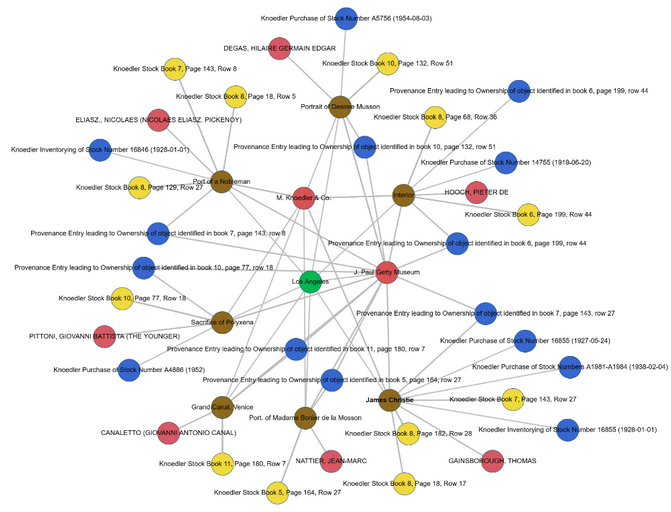 Knoedler Purchase of Stock Number A5756 (1954-08-03)
DEGAS, HILAIRE GERMAIN EDGAR
Knoedler Stock Book 10, Page 132, Row 51
Knoedler Stock Book 7, Page 143, Row 8
Provenance Entry leading to Ownership of object identified in book 6, page 199, row 44
Knoedler Stock Book 8, Page 18, Row 5
Portrait of Desiree Musson
Knoedler Stock Book 8, Page 68, Row 36
ELIASZ., NICOLAES (NICOLAES ELIASZ. PICKENOY)
Provenance Entry leading to Ownership of object identified in book 10, page 132, row 51
Knoedler Inventorying of Stock Number 16846 (1928-01-01)
Knoedler Purchase of Stock Number 14755 (1919-06-20)
Port.of a Nobleman
Knoedler Stock Book 8, Page 129, Row 27
HOOCH, PIETER DE
Interior
M. Knoedler & Co.
Knoedler Stock Book 6, Page 199, Row 44
Provenance Entry leading to Ownership of object identified in book 7, page 143, row 8
Provenance Entry leading to Ownership of object identified in book 6, page 199, row 44
Provenance Entry leading to Ownership of object identified in book 10, page 77, row 18
J. Paul Getty Museum
Los Angeles
Knoedler Stock Book 10, Page 77, Row 18
Provenance Entry leading to Ownership of object identified in book 7, page 143, row 27
Sacrifice of Polyxena
PITTONI, GIOVANNI BATTISTA (THE YOUNGER)
Knoedler Purchase of Stock Number 16855 (1927-05-24)
Provenance Entry leading to Ownership of object identified in book 11, page 180, row 7
Knoedler Purchase of Stock Numbers A1981-A1984 (1938-02-04)
Knoedler Purchase of Stock Number A4886 (1952)
Provenance Entry leading to Ownership of object identified in book 5, page 164, row 27
James Christie
Knoedler Stock Book 7, Page 143, Row 27
Grand Canal, Venice
Port. of Madame Bonier de la Mosson
Knoedler Inventorying of Stock Number 16855 (1928-01-01)
CANALETTO (GIOVANNI ANTONIO CANAL)
Knoedler Stock Book 8, Page 182, Row 28
Knoedler Stock Book 11, Page 180, Row 7
NATTIER, JEAN-MARC
GAINSBOROUGH, THOMAS
Knoedler Stock Book 8, Page 18, Row 17
Knoedler Stock Book 5, Page 164, Row 27